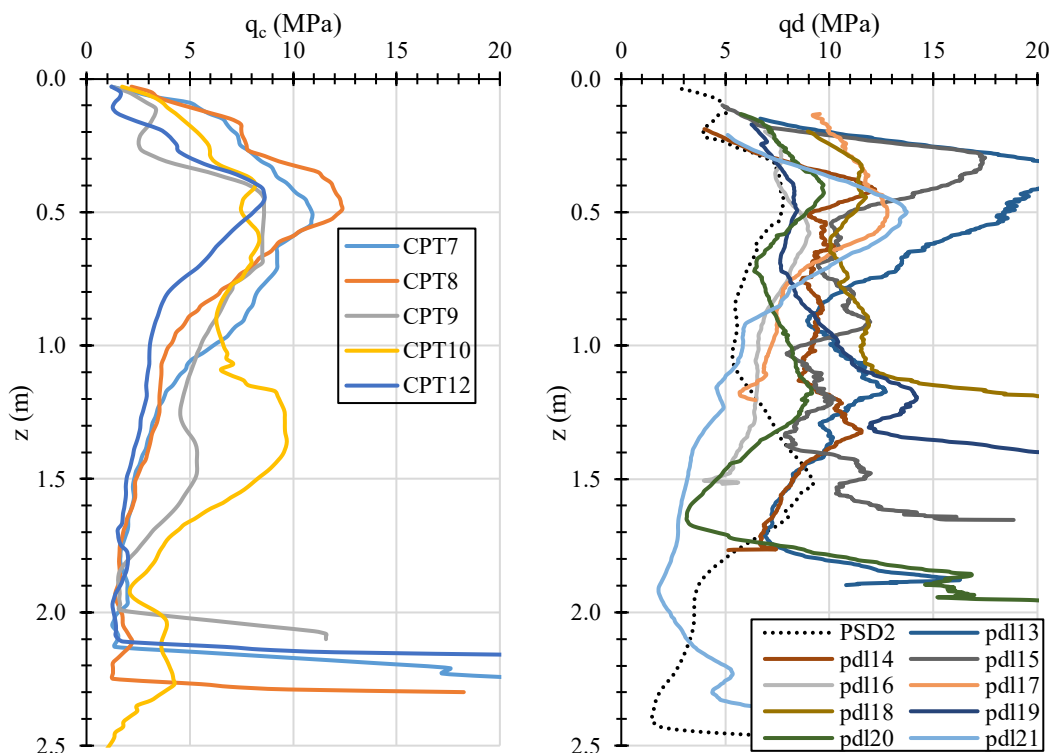 q_c (MPa)
0 5 10 15 20
0.0
0.5
1.0
1.5
2.0
2.5
z (m)
CPT7
CPT8
CPT9
CPT10
CPT12
qd (MPa)
0 5 10 15 20
0.0
0.5
1.0
1.5
2.0
2.5
z (m)
PSD2 pdl13
pdl14 pdl15
pdl16 pdl17
pdl18 pdl19
pdl20 pdl21